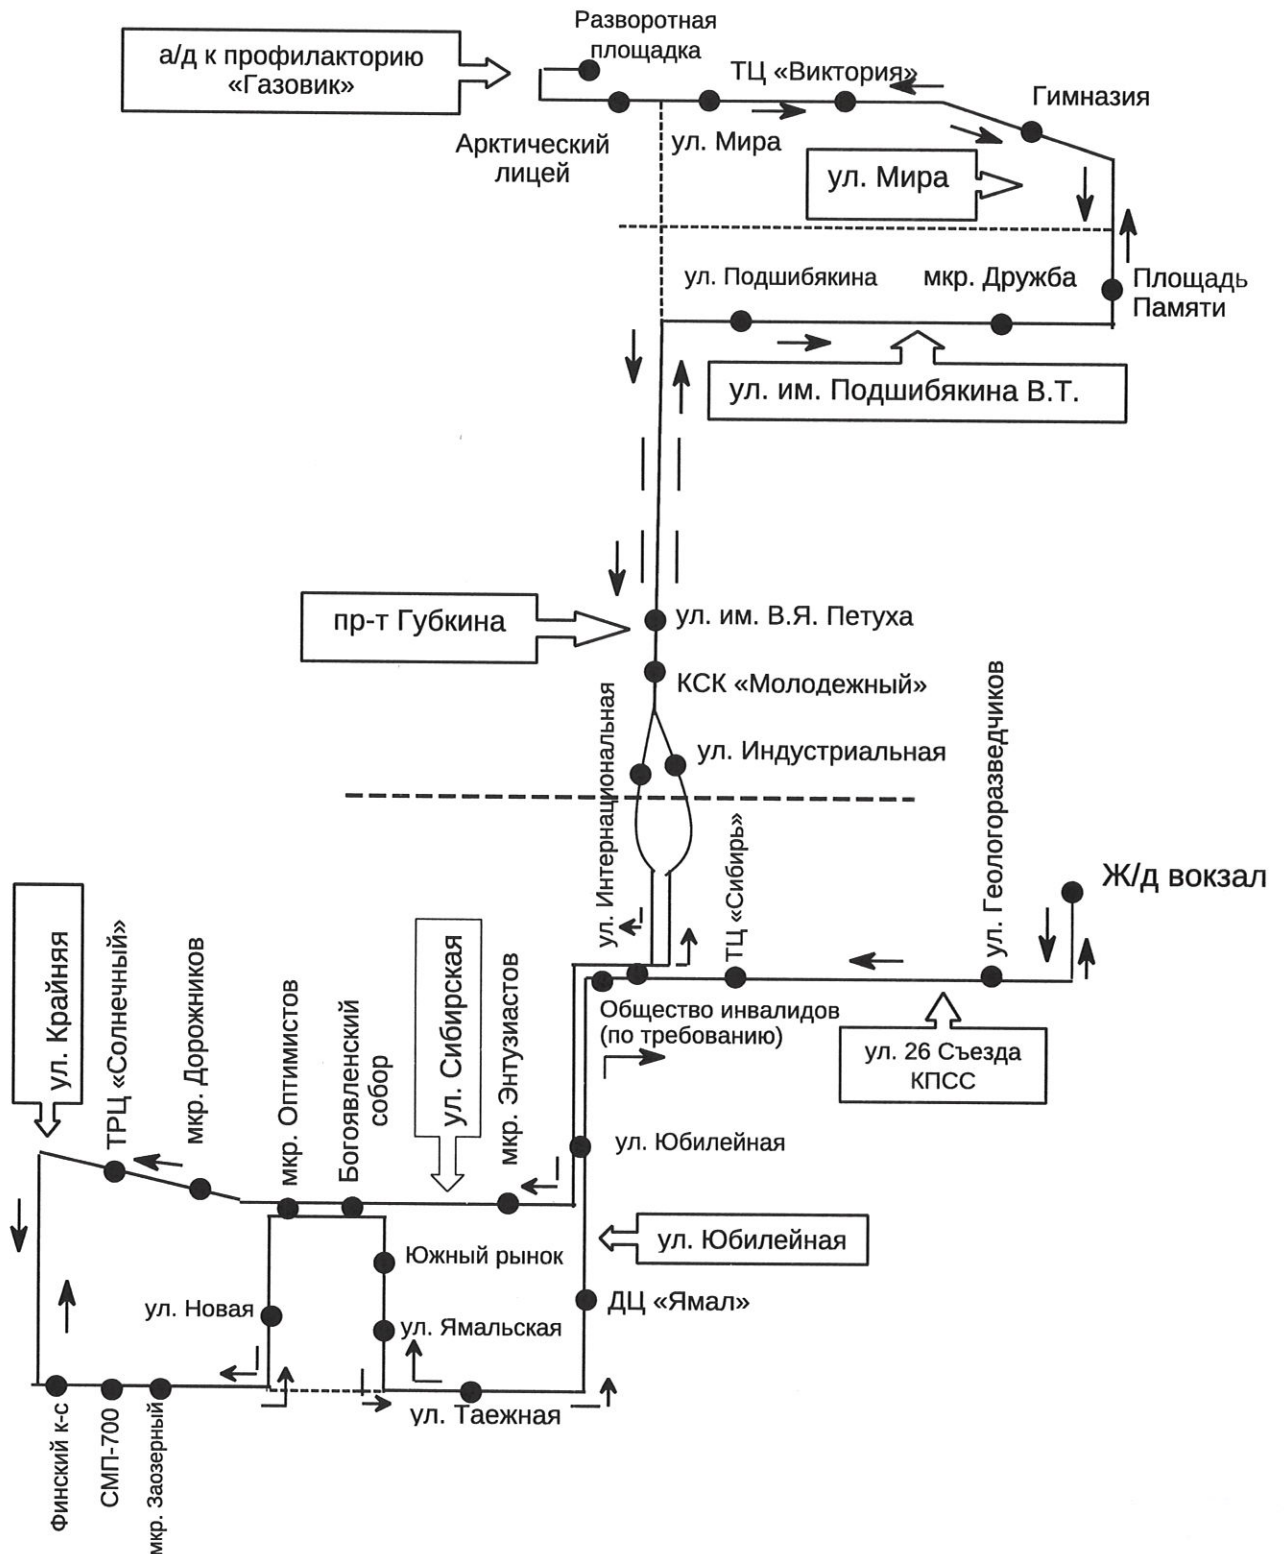 Разворотная
площадка
а/д к профилакторию
«Газовик»
ТЦ «Виктория»
Гимназия
Арктический
лицей
ул. Мира
ул. Мира
ул. Подшибякина
мкр. Дружба
Площадь
Памяти
ул. им. Подшибякина В.Т.
пр-т Губкина
ул. им. В.Я. Петуха
КСК «Молодежный»
ул. Индустриальная
ул. Интернациональная
ТЦ «Сибирь»
ул. Геологоразведчиков
Ж/д вокзал
Общество инвалидов
(по требованию)
ул. 26 Съезда
КПСС
ул. Крайняя
ТРЦ «Солнечный»
мкр. Дорожников
мкр. Оптимистов
Богоявленский
собор
ул. Сибирская
мкр. Энтузиастов
ул. Юбилейная
ул. Юбилейная
Южный рынок
ДЦ «Ямал»
ул. Новая
ул. Ямальская
ул. Таежная
Финский к-с
СМП-700
мкр. Заозерный